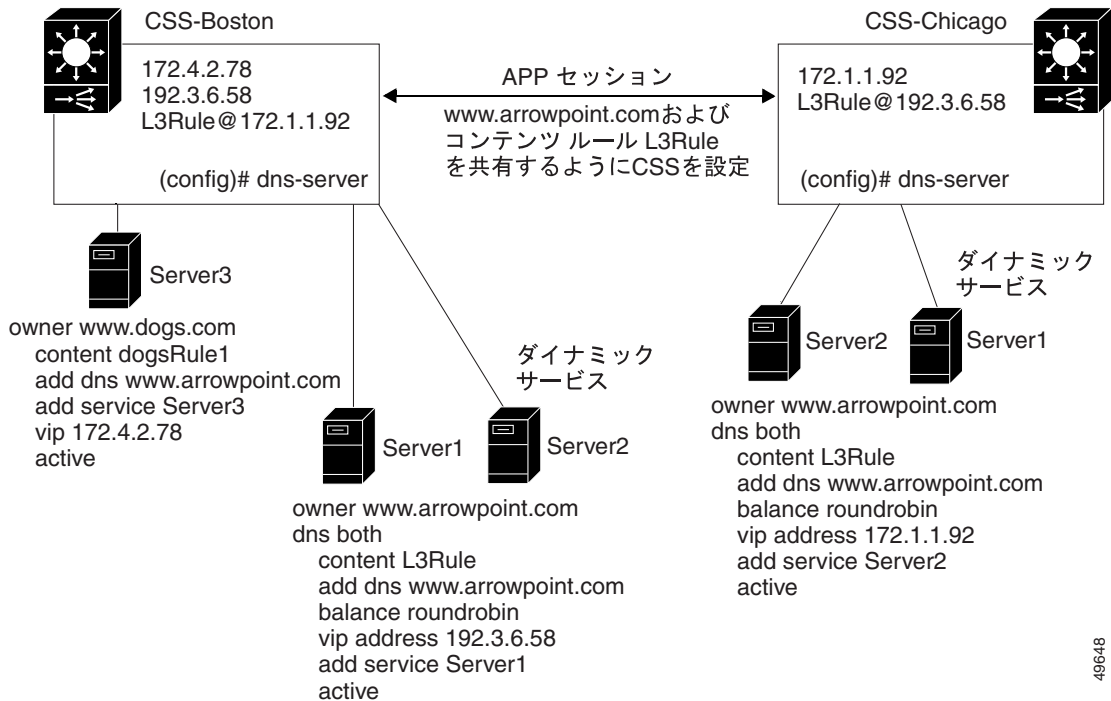 CSS-Boston
172.4.2.78
192.3.6.58
L3Rule@172.1.1.92
(config)# dns-server
APP セッション
www.arrowpoint.comおよび
コンテンツ ルール L3Rule
を共有するようにCSSを設定
CSS-Chicago
172.1.1.92
L3Rule@192.3.6.58
(config)# dns-server
Server3
owner www.dogs.com
content dogsRule1
add dns www.arrowpoint.com
add service Server3
vip 172.4.2.78
active
Server1
ダイナミック
サービス
Server2
owner www.arrowpoint.com
dns both
content L3Rule
add dns www.arrowpoint.com
balance roundrobin
vip address 192.3.6.58
add service Server1
active
Server2
ダイナミック
サービス
Server1
owner www.arrowpoint.com
dns both
content L3Rule
add dns www.arrowpoint.com
balance roundrobin
vip address 172.1.1.92
add service Server2
active
49648